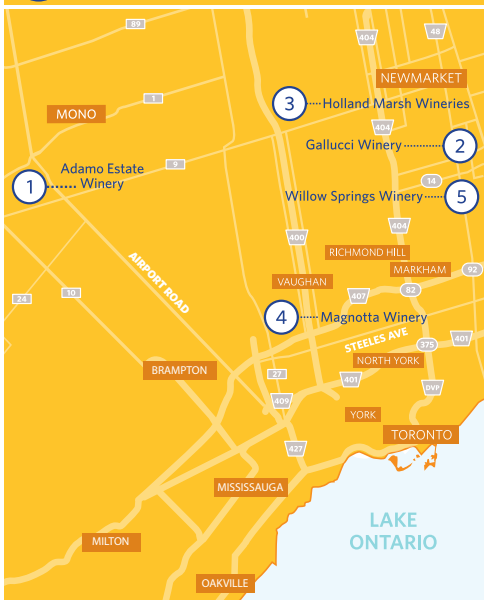 89
404
48
NEWMARKET
1
3
Holland Marsh Wineries
MONO
404
Gallucci Winery
2
9
Adamo Estate
Winery
1
14
Willow Springs Winery
5
404
400
RICHMOND HILL
MARKHAM
92
AIRPORT ROAD
VAUGHAN
407
82
24
10
4
Magnotta Winery
STEELES AVE
401
375
NORTH YORK
BRAMPTON
27
401
DVP
409
YORK
TORONTO
427
MISSISSAUGA
LAKE
ONTARIO
MILTON
OAKVILLE